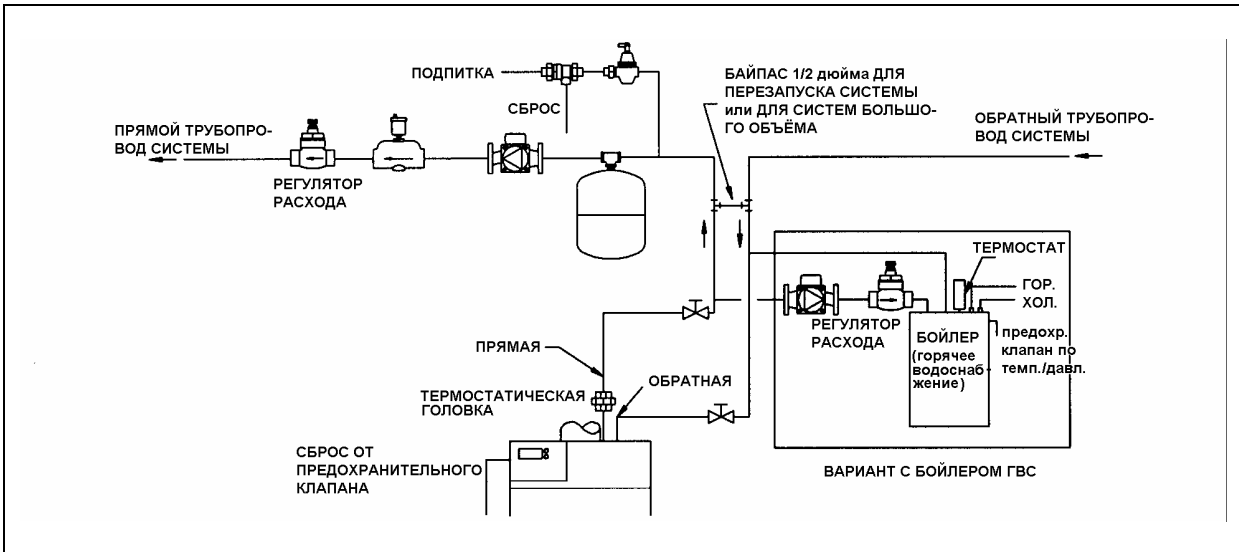 ПОДПИТКА
СБРОС
БАЙПАС 1/2 дюйма ДЛЯ
ПЕРЕЗАПУСКА СИСТЕМЫ
или ДЛЯ СИСТЕМ БОЛЬШО-
ГО ОБЪЁМА
ПРЯМОЙ ТРУБОПРО-
ВОД СИСТЕМЫ
ОБРАТНЫЙ ТРУБОПРО-
ВОД СИСТЕМЫ
РЕГУЛЯТОР
РАСХОДА
ТЕРМОСТАТ
ГОР.
ХОЛ.
РЕГУЛЯТОР
РАСХОДА
БОЙЛЕР
(горячее
водоснаб
жение)
предохр.
клапан по
темп./давл.
ПРЯМАЯ
ОБРАТНАЯ
ТЕРМОСТАТИЧЕСКАЯ
ГОЛОВКА
СБРОС ОТ
ПРЕДОХРАНИТЕЛЬНОГО
КЛАПАНА
ВАРИАНТ С БОЙЛЕРОМ ГВС